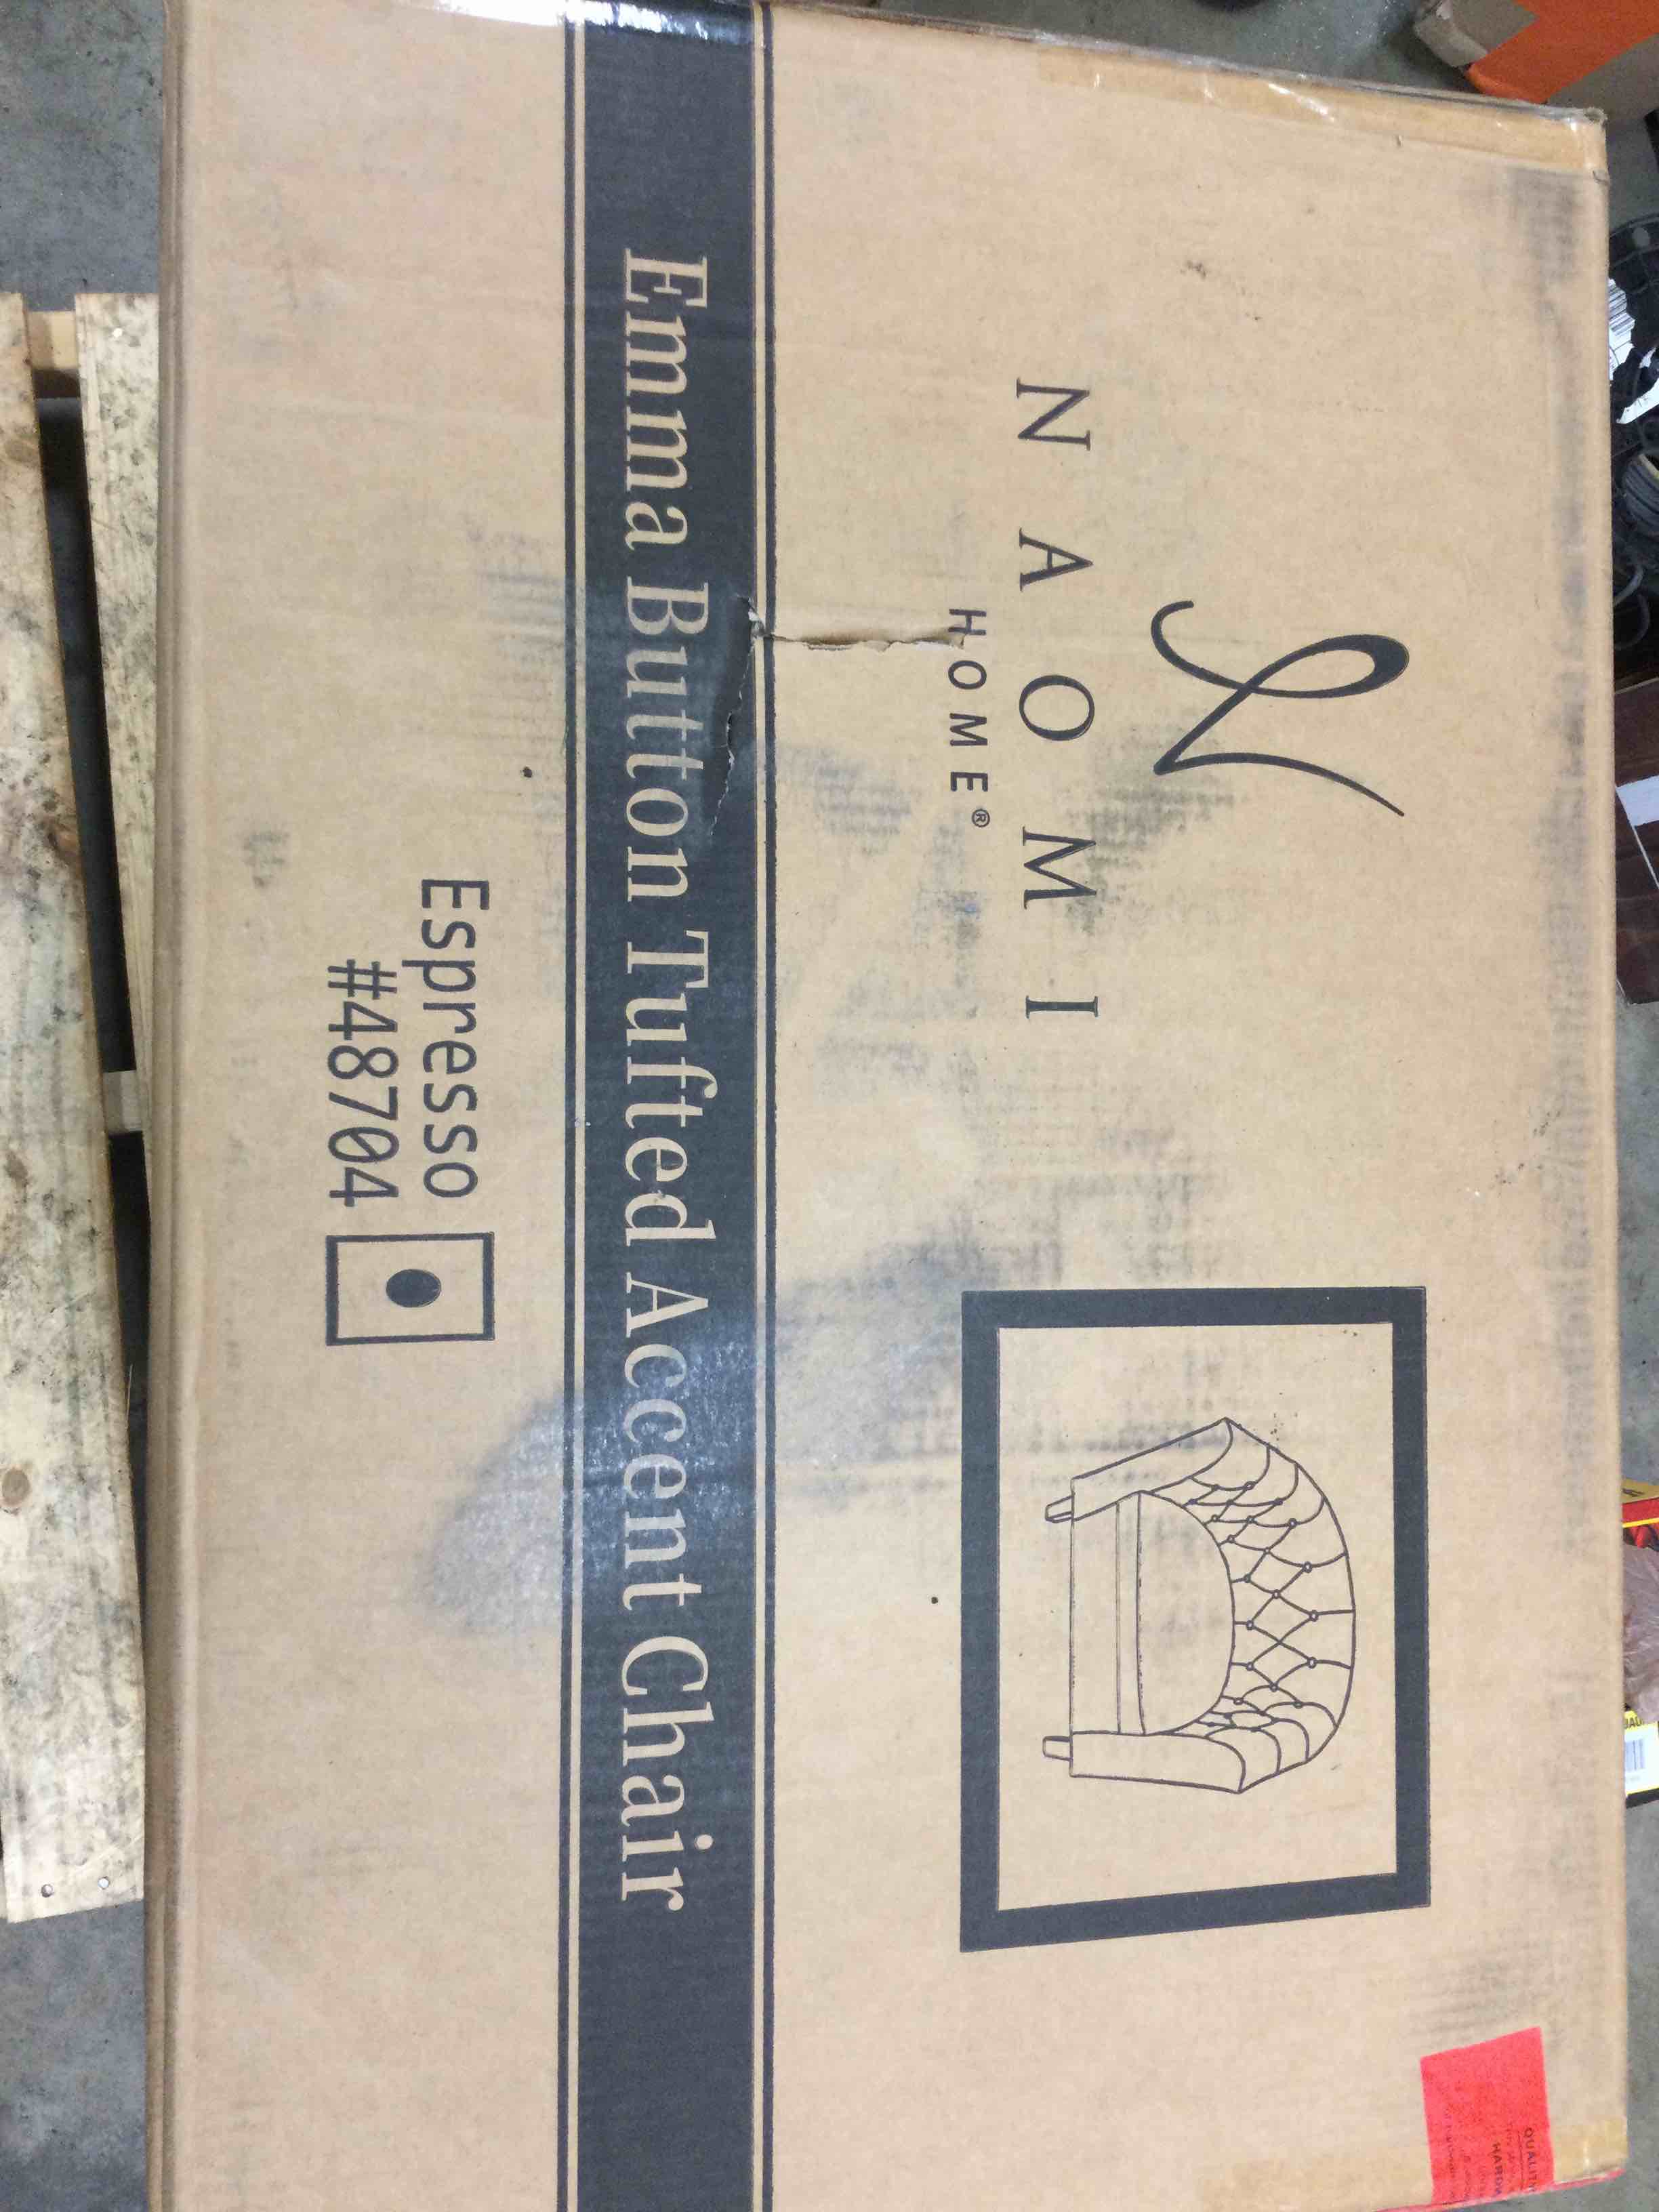 NAOMI
HOME®
Emma Button Tufted Accent Chair
Espresso
#48704